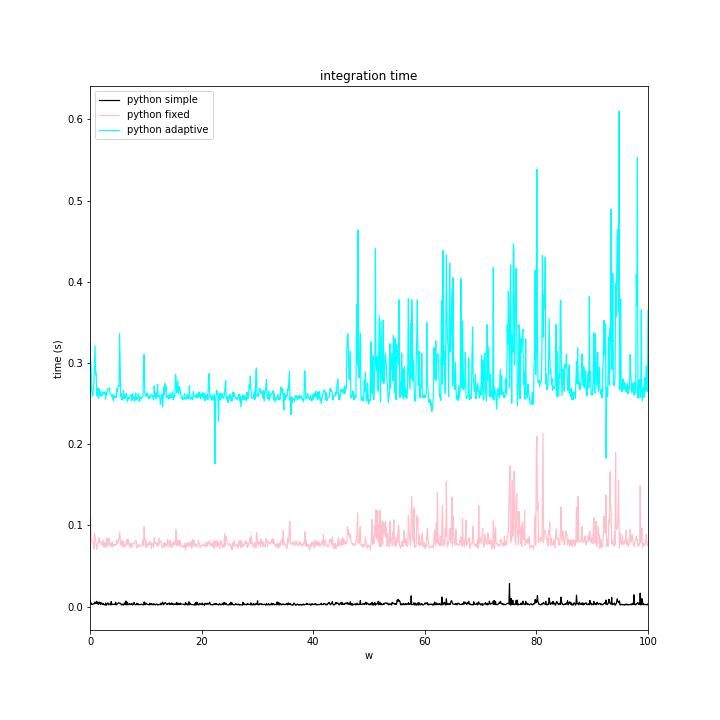 integration time
python simple
python fixed
python adaptive
time (s)
0.6
0.5
0.4
0.3
0.2
0.1
0.0
0 20 40 60 80 100
w